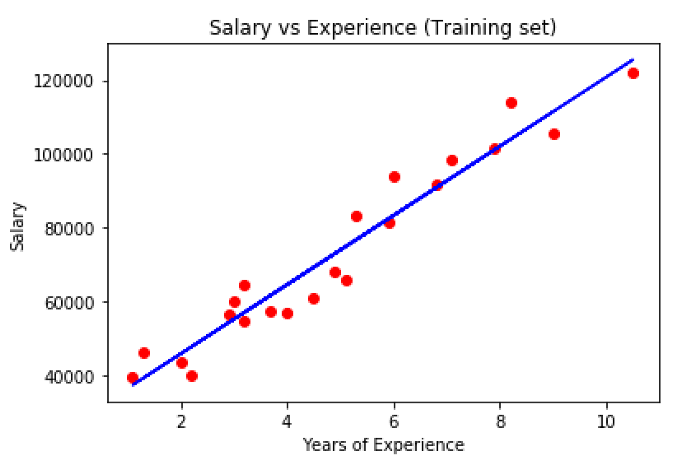 Salary vs Experience (Training set)
120000
100000
80000
60000
40000
Salary
2 4 6 8 10
Years of Experience